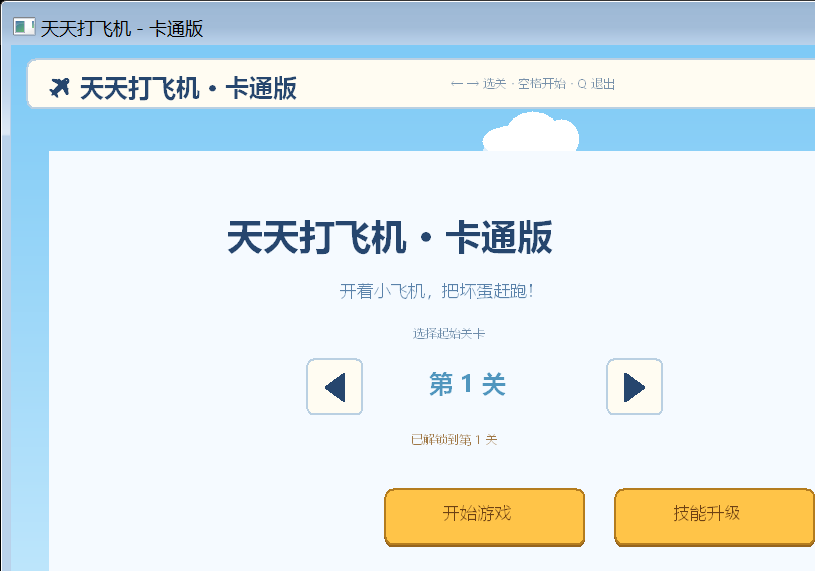 天天打飞机 - 卡通版
天天打飞机 · 卡通版
←→ 选关 · 空格开始 · Q 退出
天天打飞机 · 卡通版
开着小飞机，把坏蛋赶跑！
选择起始关卡
第 1 关
已解锁到第 1 关
开始游戏
技能升级